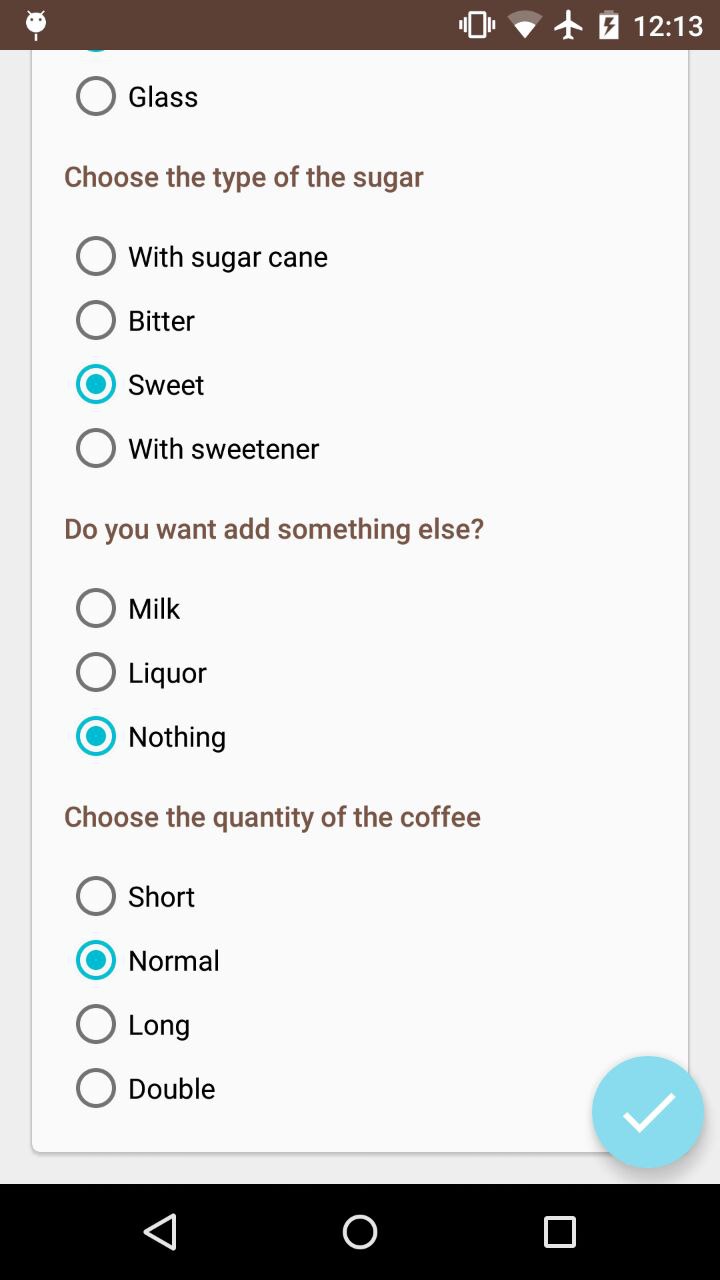 12:13
Glass
Choose the type of the sugar
With sugar cane
Bitter
Sweet
With sweetener
Do you want add something else?
Milk
Liquor
Nothing
Choose the quantity of the coffee
Short
Normal
Long
Double